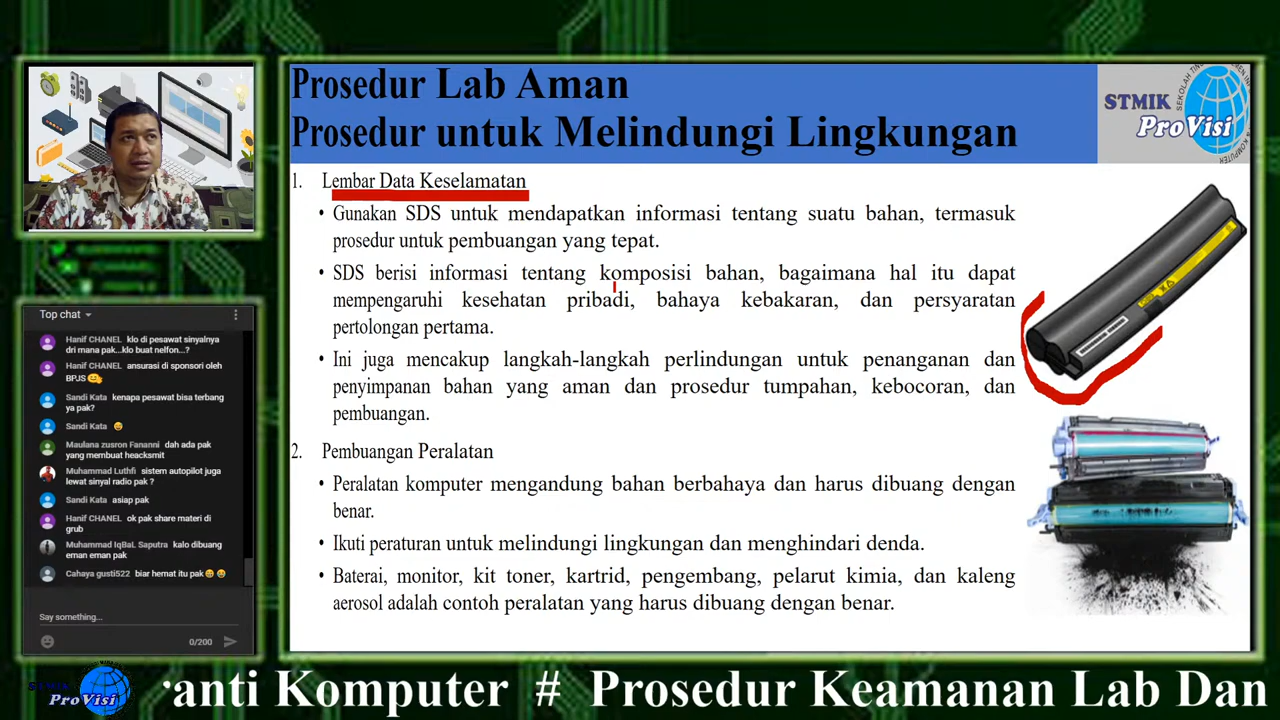 Prosedur Lab Aman
Prosedur untuk Melindungi Lingkungan
STMIK
ProVisi
1. Lembar Data Keselamatan
• Gunakan SDS untuk mendapatkan informasi tentang suatu bahan, termasuk
prosedur untuk pembuangan yang tepat.
• SDS berisi informasi tentang komposisi bahan, bagaimana hal itu dapat
mempengaruhi kesehatan pribadi, bahaya kebakaran, dan persyaratan
pertolongan pertama.
• Ini juga mencakup langkah-langkah perlindungan untuk penanganan dan
penyimpanan bahan yang aman dan prosedur tumpahan, kebocoran, dan
pembuangan.
2. Pembuangan Peralatan
• Peralatan komputer mengandung bahan berbahaya dan harus dibuang dengan
benar.
• Ikuti peraturan untuk melindungi lingkungan dan menghindari denda.
• Baterai, monitor, kit toner, kartrid, pengembang, pelarut kimia, dan kaleng
aerosol adalah contoh peralatan yang harus dibuang dengan benar.
Top chat
Hanif CHANEL klo di pesawat sinyalnya
dri mana pak...klo buat nelfon...?
Hanif CHANEL ansurasi di sponsori oleh
BPJS
Sandi Kata kenapa pesawat bisa terbang
ya pak?
Sandi Kata
Maulana zusron Fananni dah ada pak
yang membuat heacksmit
Muhammad Luthfi sistem autopilot juga
lewat sinyal radio pak ?
Sandi Kata asiap pak
Hanif CHANEL ok pak share materi di
grub
Muhammad IqBaL Saputra kalo dibuang
eman eman pak
Cahaya gusti522 biar hemat itu pak
Say something...
0/200
STMIK
ProVisi
anti Komputer # Prosedur Keamanan Lab Dan